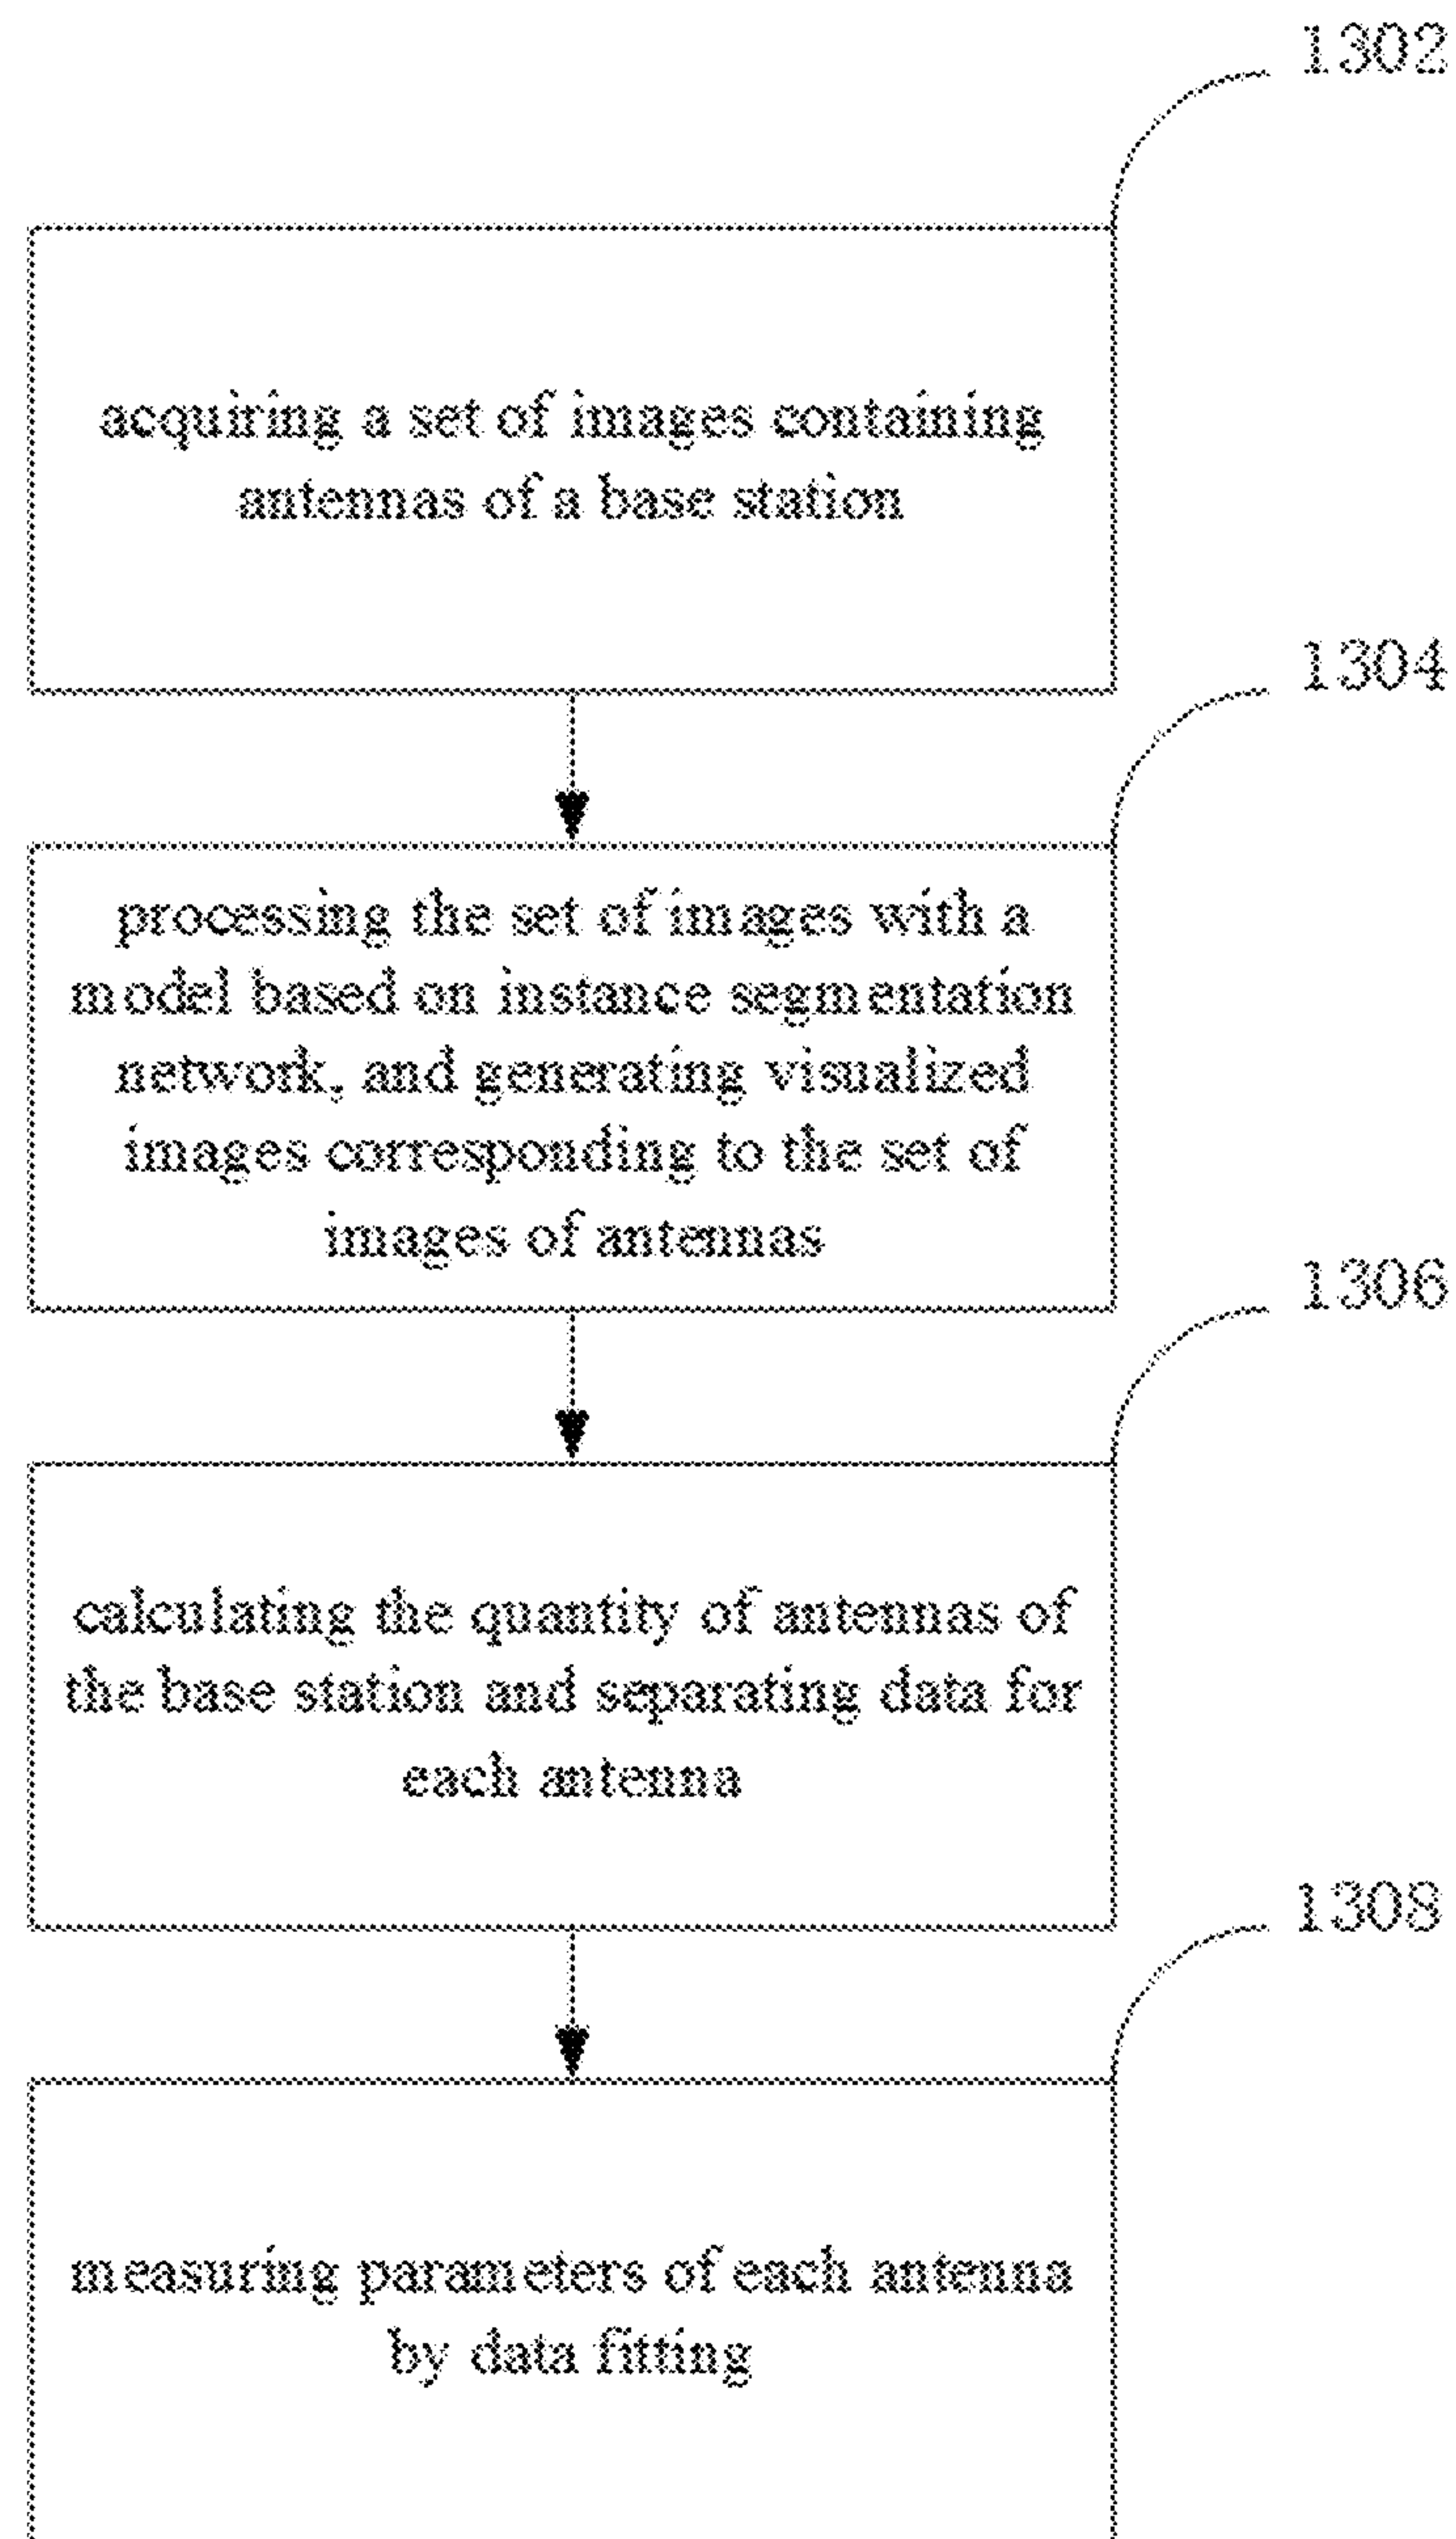 1302
acquiring a set of images containing
antennas of a base station
1304
processing the set of images with a
model based on instance segmentation
network, and generating visualized
images corresponding to the set of
images of antennas
1306
calculating the quantity of antennas of
the base station and separating data for
each antenna
1308
measuring parameters of each antenna
by data fitting